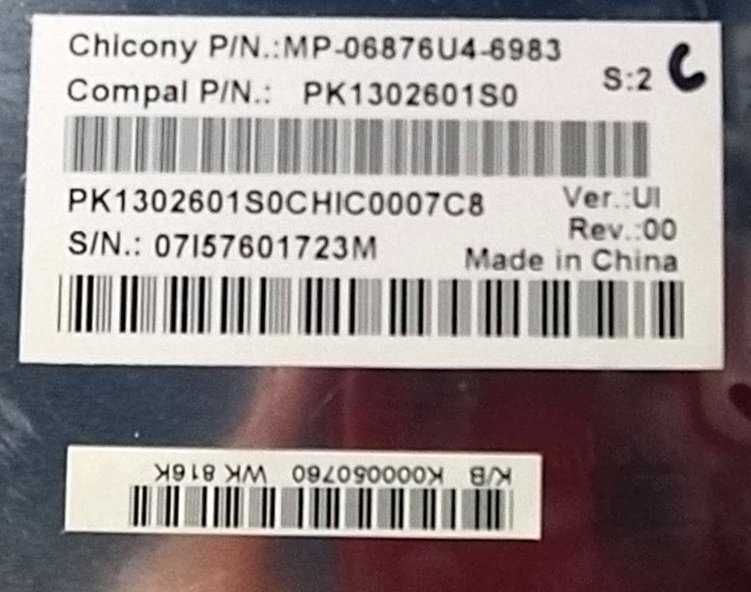 Chicony P/N.:MP-06876U4-6983
S:2 C
Compal P/N.: PK1302601S0
PK1302601S0CHIC0007C8
Ver.:UI
Rev.:00
S/N.: 07I57601723M
Made in China
K/B K000050760 WK 816K